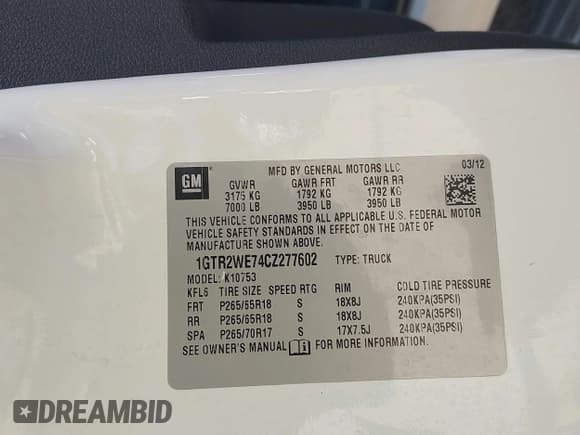 GM
MFD BY GENERAL MOTORS LLC
03/12
GVWR GAWR FRT GAWR RR
3175 KG 1792 KG 1792 KG
7000 LB 3950 LB 3950 LB
THIS VEHICLE CONFORMS TO ALL APPLICABLE U.S. FEDERAL MOTOR
VEHICLE SAFETY STANDARDS IN EFFECT ON THE DATE OF
MANUFACTURE SHOWN ABOVE.
1GTR2WE74CZ277602 TYPE: TRUCK
MODEL: K10753
KFL6 TIRE SIZE SPEED RTG RIM COLD TIRE PRESSURE
FRT P265/65R18 S 18X8J 240KPA(35PSI)
RR P265/65R18 S 18X8J 240KPA(35PSI)
SPA P265/70R17 S 17X7.5J 240KPA(35PSI)
SEE OWNER'S MANUAL i FOR MORE INFORMATION.
DREAMBID